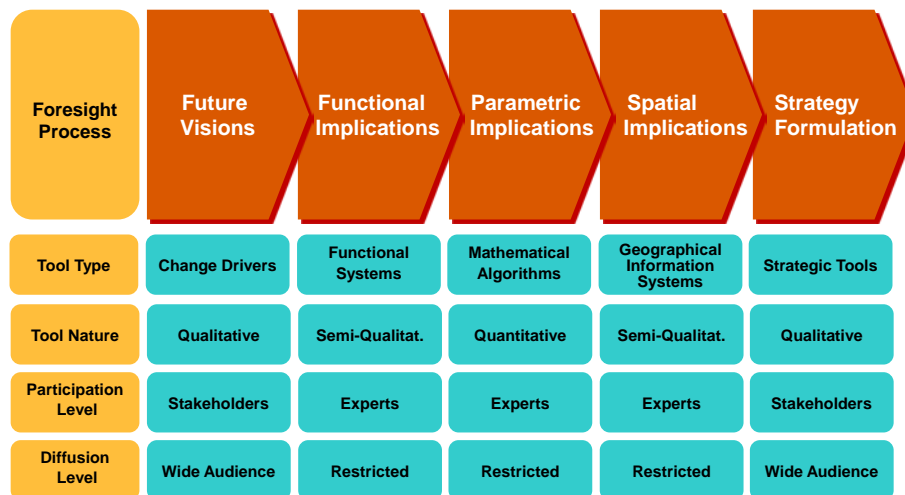 Foresight
Process
Future
Visions
Functional
Implications
Parametric
Implications
Spatial
Implications
Strategy
Formulation
Tool Type
Change Drivers
Functional
Systems
Mathematical
Algorithms
Geographical
Information
Systems
Strategic Tools
Tool Nature
Qualitative
Semi-Qualitat.
Quantitative
Semi-Qualitat.
Qualitative
Participation
Level
Stakeholders
Experts
Experts
Experts
Stakeholders
Diffusion
Level
Wide Audience
Restricted
Restricted
Restricted
Wide Audience